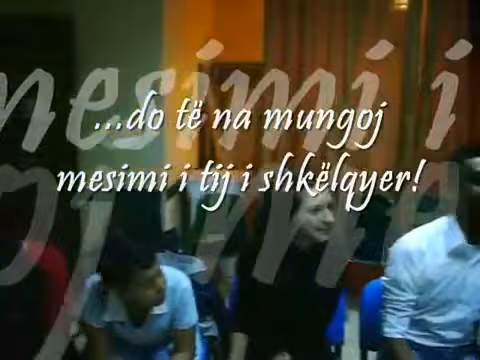 ...do të na mungoj
mesimi i tij i shkëlqyer!